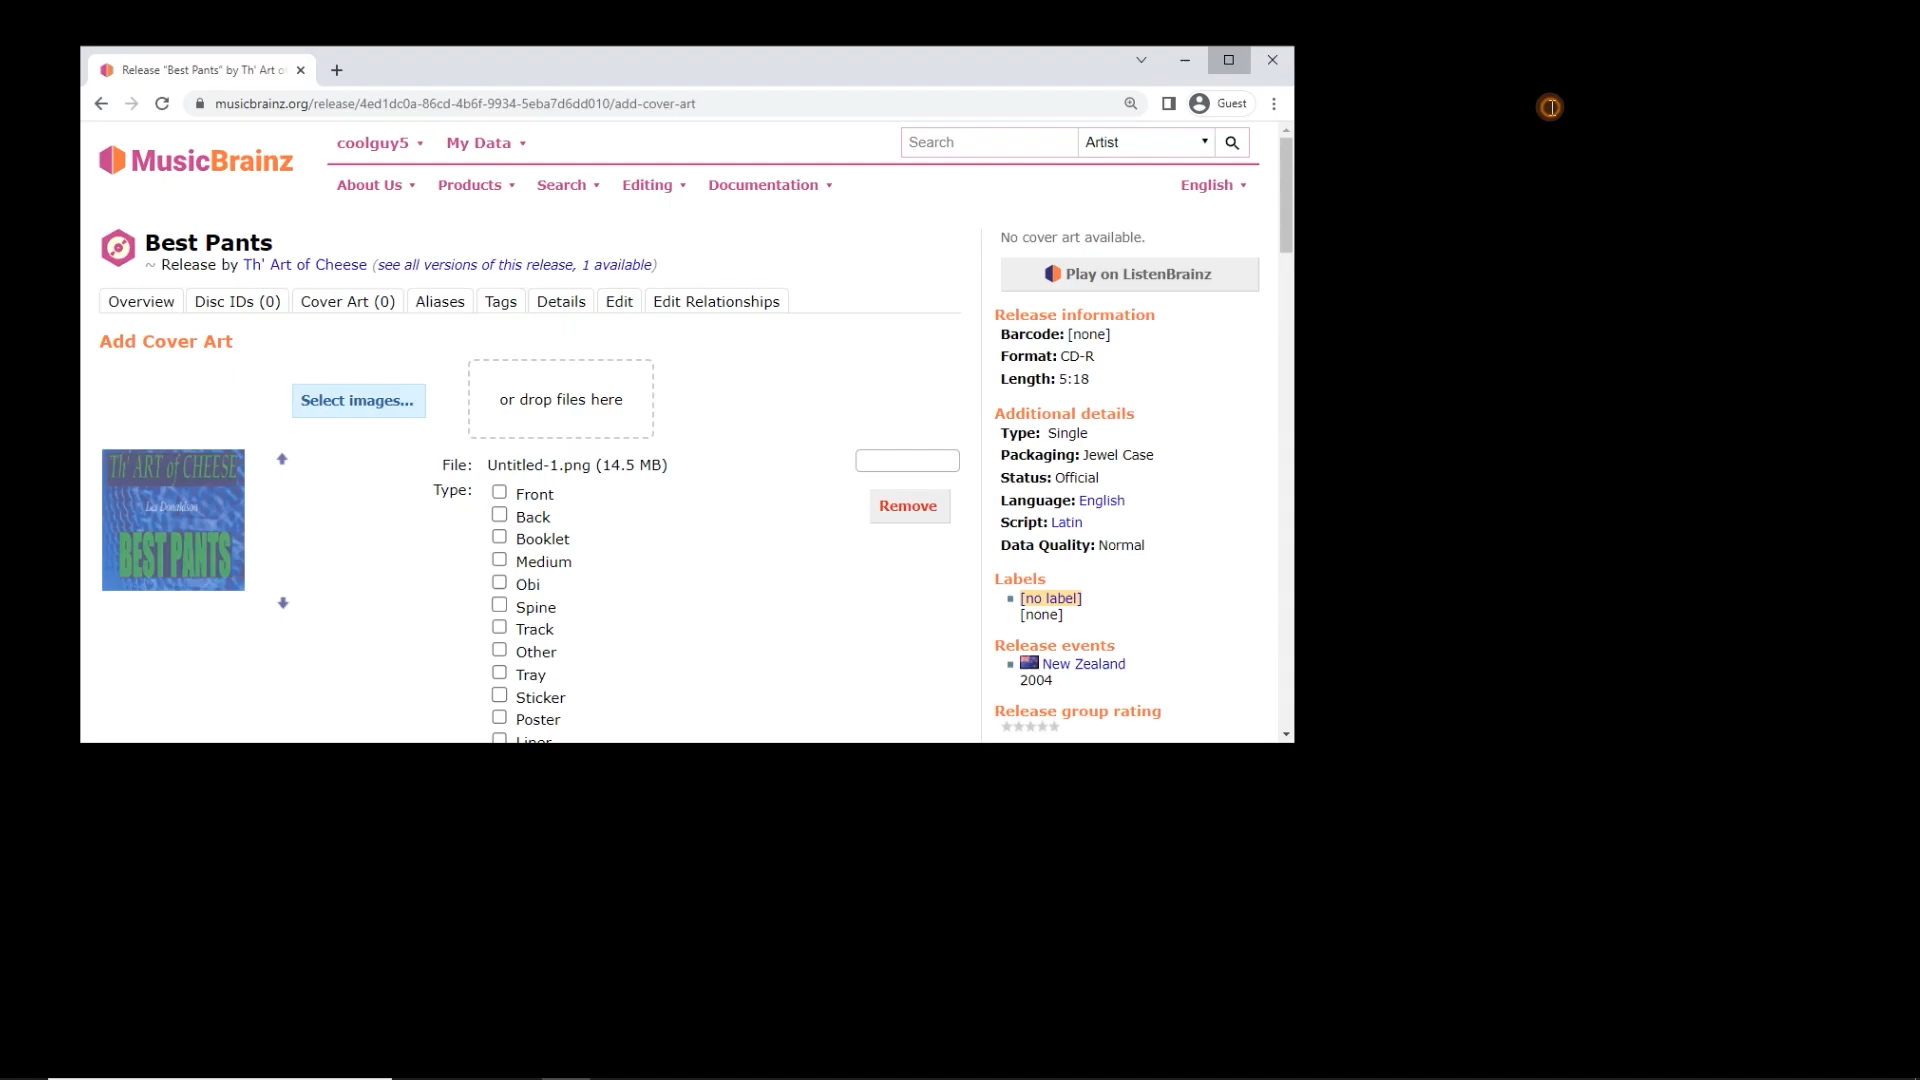 Release "Best Pants" by Th' Art o
musicbrainz.org/release/4ed1dc0a-86cd-4b6f-9934-5eba7d6dd010/add-cover-art
Guest
MusicBrainz
coolguy5
My Data
Search
Artist
About Us
Products
Search
Editing
Documentation
English
Best Pants
~ Release by Th' Art of Cheese (see all versions of this release, 1 available)
Overview
Disc IDs (0)
Cover Art (0)
Aliases
Tags
Details
Edit
Edit Relationships
Add Cover Art
Select images...
or drop files here
Th' ART of CHEESE
Les Donaldson
BEST PANTS
File: Untitled-1.png (14.5 MB)
Remove
Type:
Front
Back
Booklet
Medium
Obi
Spine
Track
Other
Tray
Sticker
Poster
Liner
No cover art available.
Play on ListenBrainz
Release information
Barcode: [none]
Format: CD-R
Length: 5:18
Additional details
Type: Single
Packaging: Jewel Case
Status: Official
Language: English
Script: Latin
Data Quality: Normal
Labels
[no label]
[none]
Release events
New Zealand
2004
Release group rating